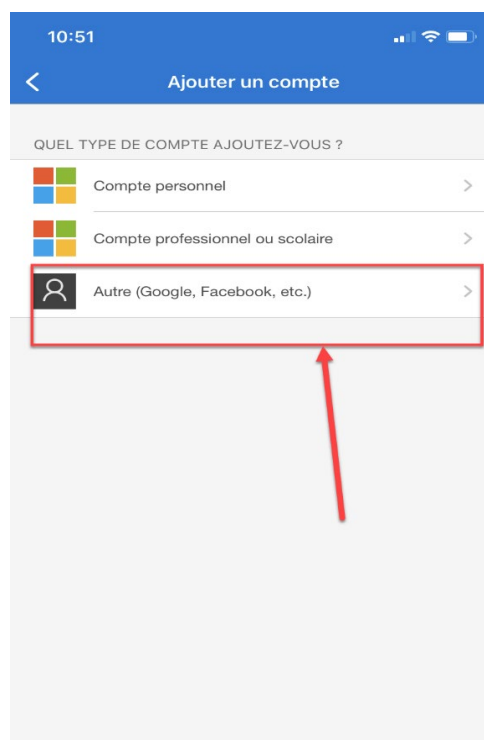 10:51
Ajouter un compte
QUEL TYPE DE COMPTE AJOUTEZ-VOUS ?
Compte personnel
Compte professionnel ou scolaire
Autre (Google, Facebook, etc.)